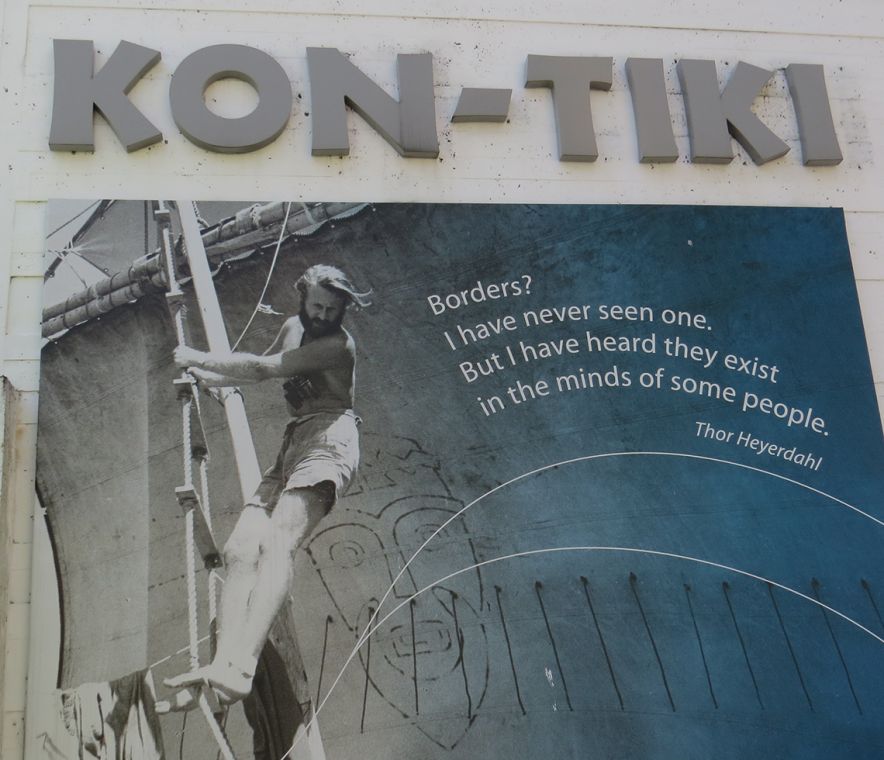 KON-TIKI
Borders?
I have never seen one.
But I have heard they exist
in the minds of some people.
Thor Heyerdahl